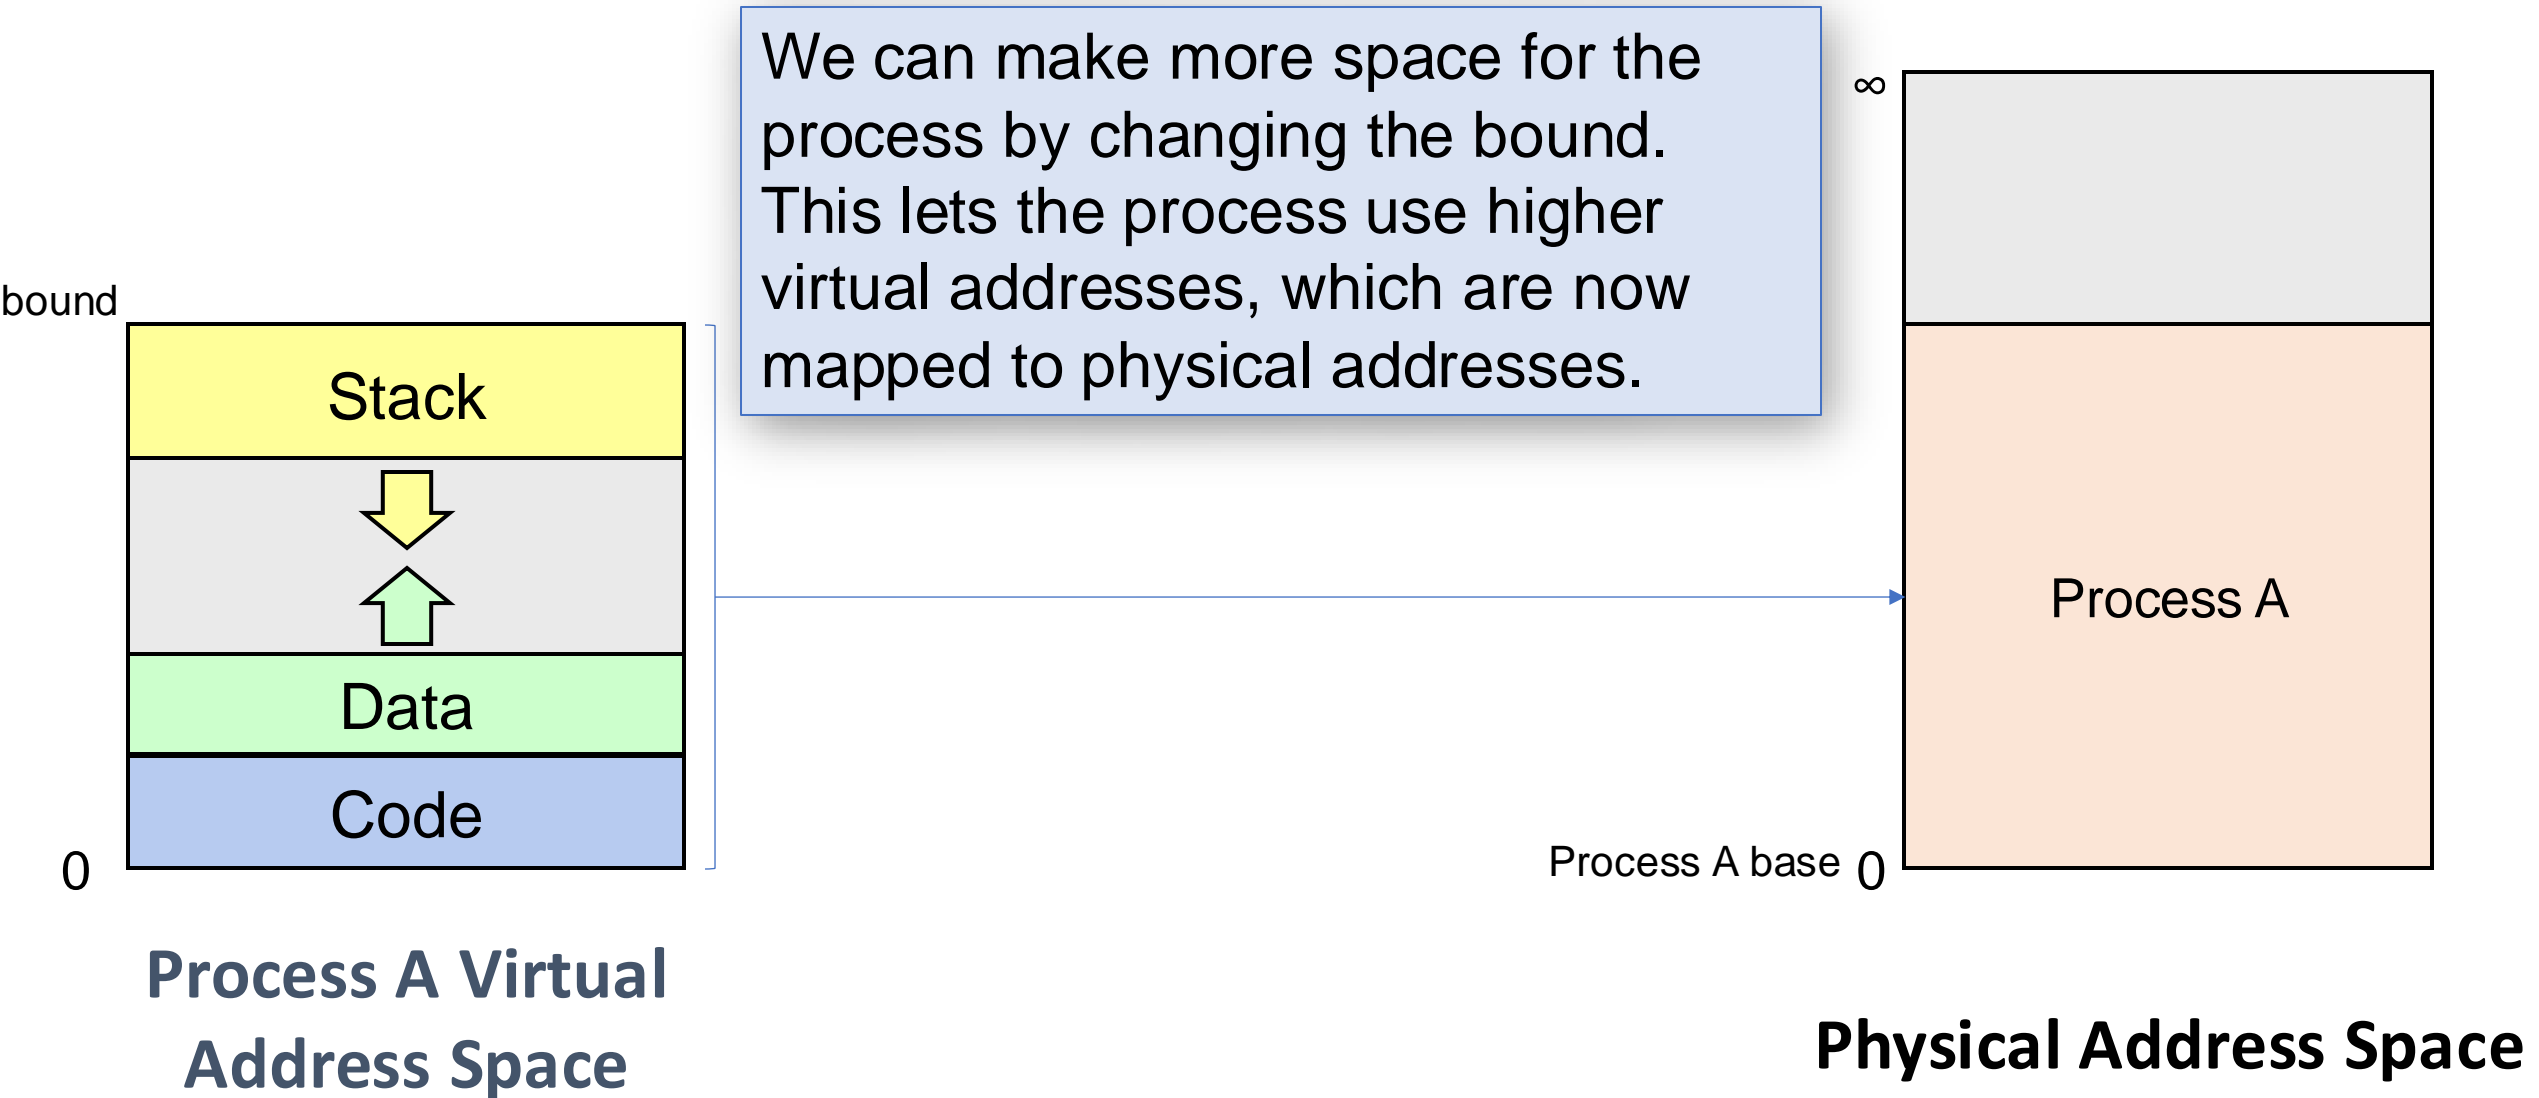 We can make more space for the
process by changing the bound.
This lets the process use higher
virtual addresses, which are now
mapped to physical addresses.
bound
Stack
Data
Code
0
Process A Virtual
Address Space
∞
Process A
Process A base 0
Physical Address Space